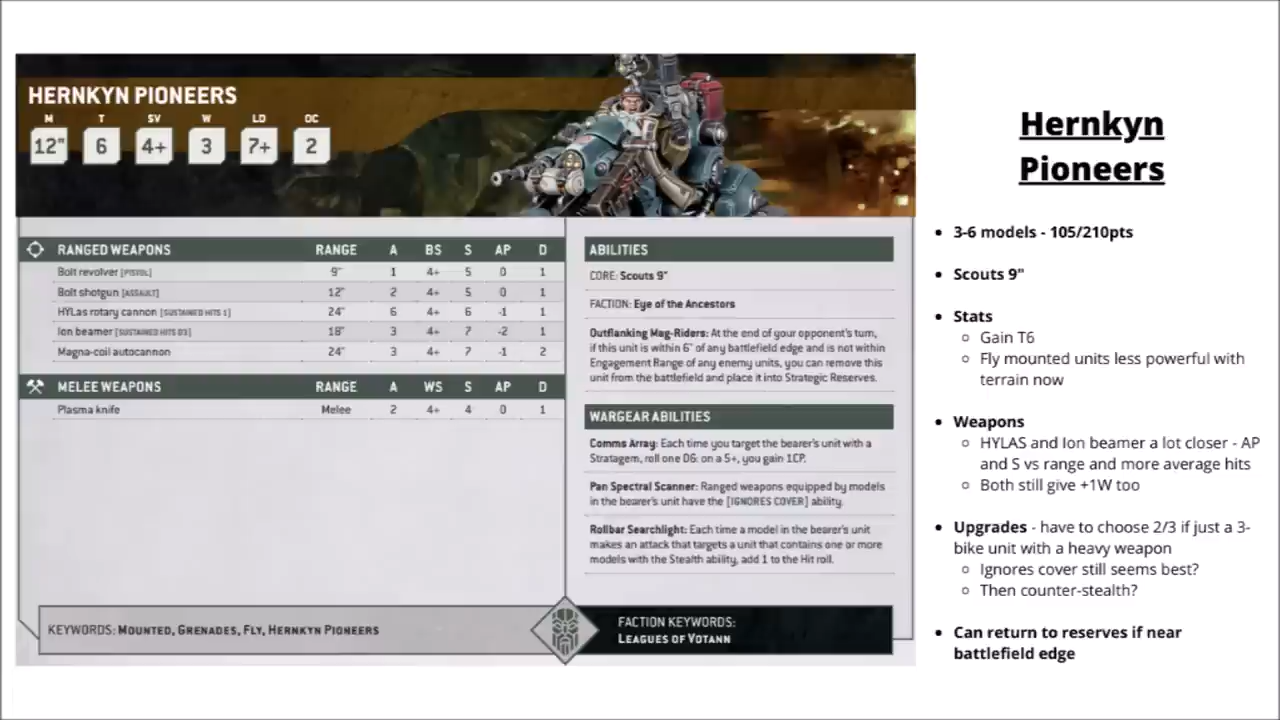 HERNKYN PIONEERS
M T SV W LD OC
12" 6 4+ 3 7+ 2
RANGED WEAPONS RANGE A BS S AP D
Bolt revolver [PISTOL] 9" 1 4+ 5 0 1
Bolt shotgun [ASSAULT] 12" 2 4+ 5 0 1
HYLas rotary cannon [SUSTAINED HITS 1] 24" 6 4+ 6 -1 1
Ion beamer [SUSTAINED HITS D3] 18" 3 4+ 7 -2 1
Magna-coil autocannon 24" 3 4+ 7 -1 2
MELEE WEAPONS RANGE A WS S AP D
Plasma knife Melee 2 4+ 4 0 1
ABILITIES
CORE: Scouts 9"
FACTION: Eye of the Ancestors
Outflanking Mag-Riders: At the end of your opponent's turn,
if this unit is within 6" of any battlefield edge and is not within
Engagement Range of any enemy units, you can remove this
unit from the battlefield and place it into Strategic Reserves.
WARGEAR ABILITIES
Comms Array: Each time you target the bearer's unit with a
Stratagem, roll one D6: on a 5+, you gain 1CP.
Pan Spectral Scanner: Ranged weapons equipped by models
in the bearer's unit have the [IGNORES COVER] ability.
Rollbar Searchlight: Each time a model in the bearer's unit
makes an attack that targets a unit that contains one or more
models with the Stealth ability, add 1 to the Hit roll.
KEYWORDS: MOUNTED, GRENADES, FLY, HERNKYN PIONEERS
FACTION KEYWORDS:
LEAGUES OF VOTANN
Hernkyn
Pioneers
• 3-6 models - 105/210pts
• Scouts 9"
• Stats
○ Gain T6
○ Fly mounted units less powerful with
terrain now
• Weapons
○ HYLAS and Ion beamer a lot closer - AP
and S vs range and more average hits
○ Both still give +1W too
• Upgrades - have to choose 2/3 if just a 3-
bike unit with a heavy weapon
○ Ignores cover still seems best?
○ Then counter-stealth?
• Can return to reserves if near
battlefield edge